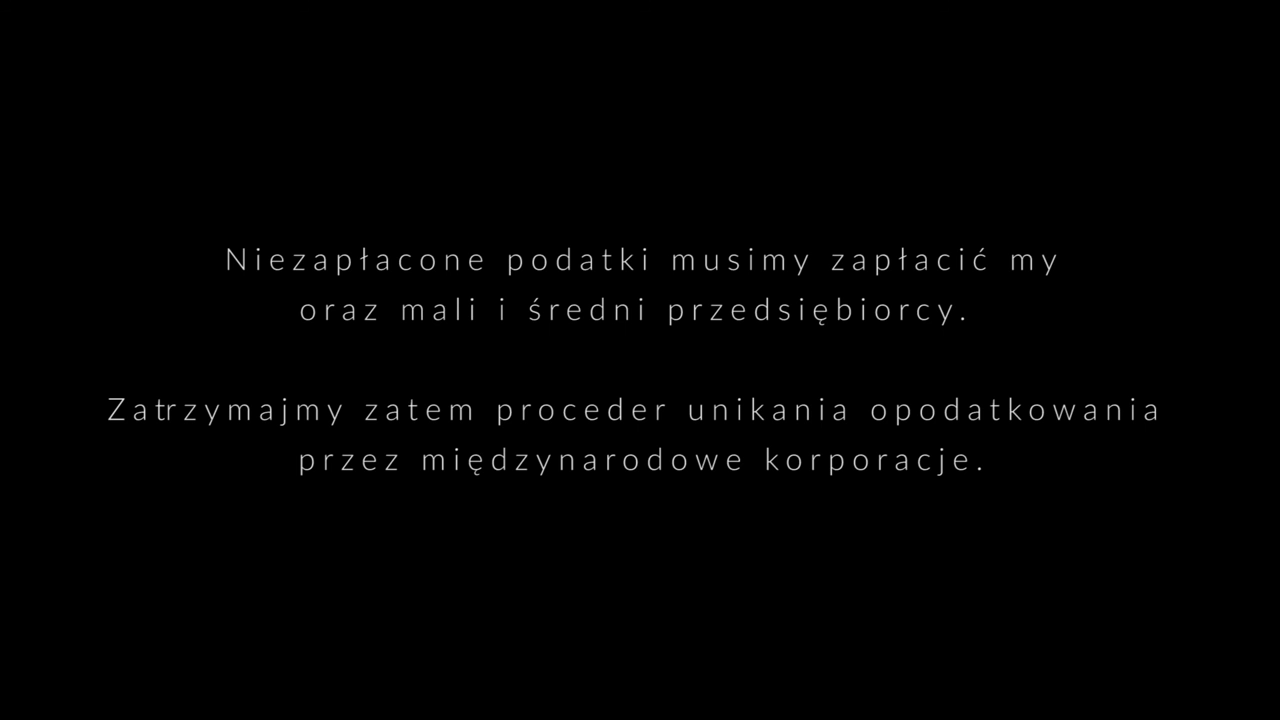 Niezapłacone podatki musimy zapłacić my
oraz mali i średni przedsiębiorcy.
Zatrzymajmy zatem proceder unikania opodatkowania
przez międzynarodowe korporacje.